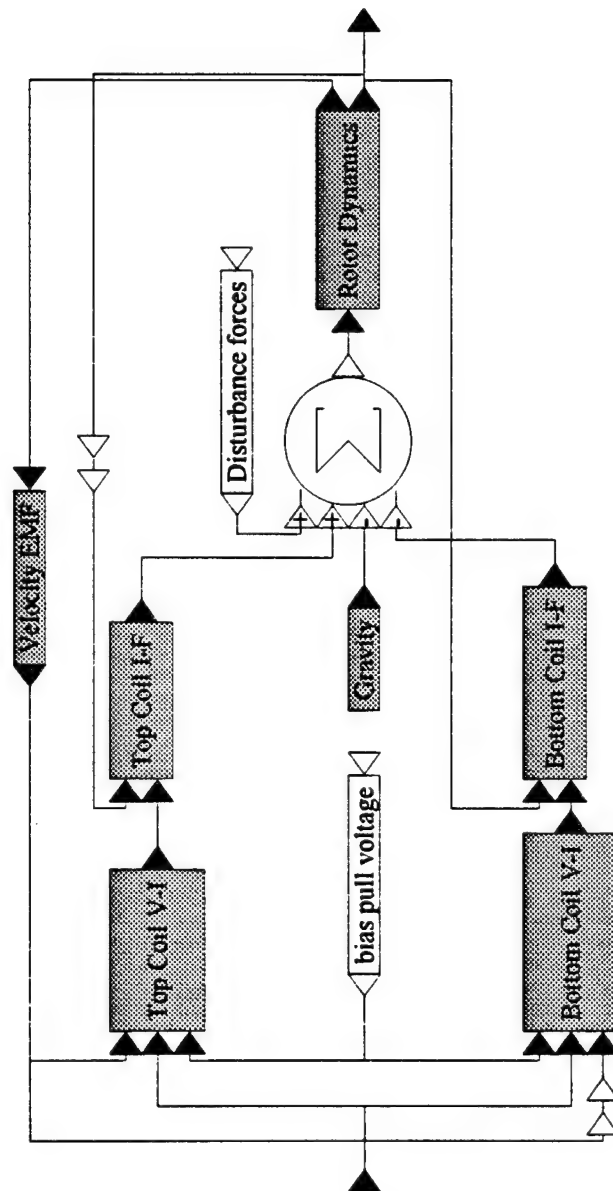 Velocity EMF
Top Coil V-I
Top Coil I-F
Disturbance forces
Σ
Rotor Dynamics
bias pull voltage
Gravity
Bottom Coil V-I
Bottom Coil I-F
+
+
-
-